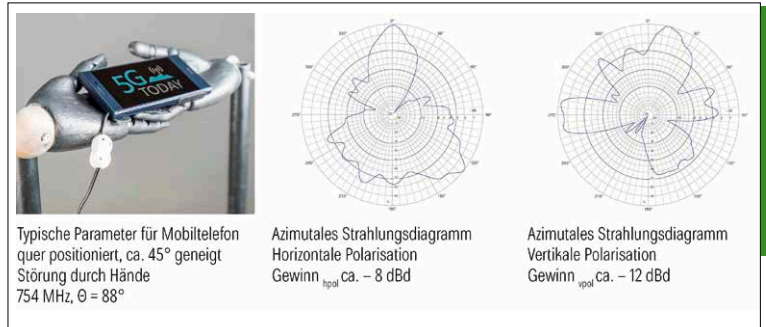 5G
TODAY
Typische Parameter für Mobiltelefon
quer positioniert, ca. 45° geneigt
Störung durch Hände
754 MHz, Θ = 88°
Azimutales Strahlungsdiagramm
Horizontale Polarisation
Gewinn hpol ca. – 8 dBd
Azimutales Strahlungsdiagramm
Vertikale Polarisation
Gewinn vpol ca. – 12 dBd